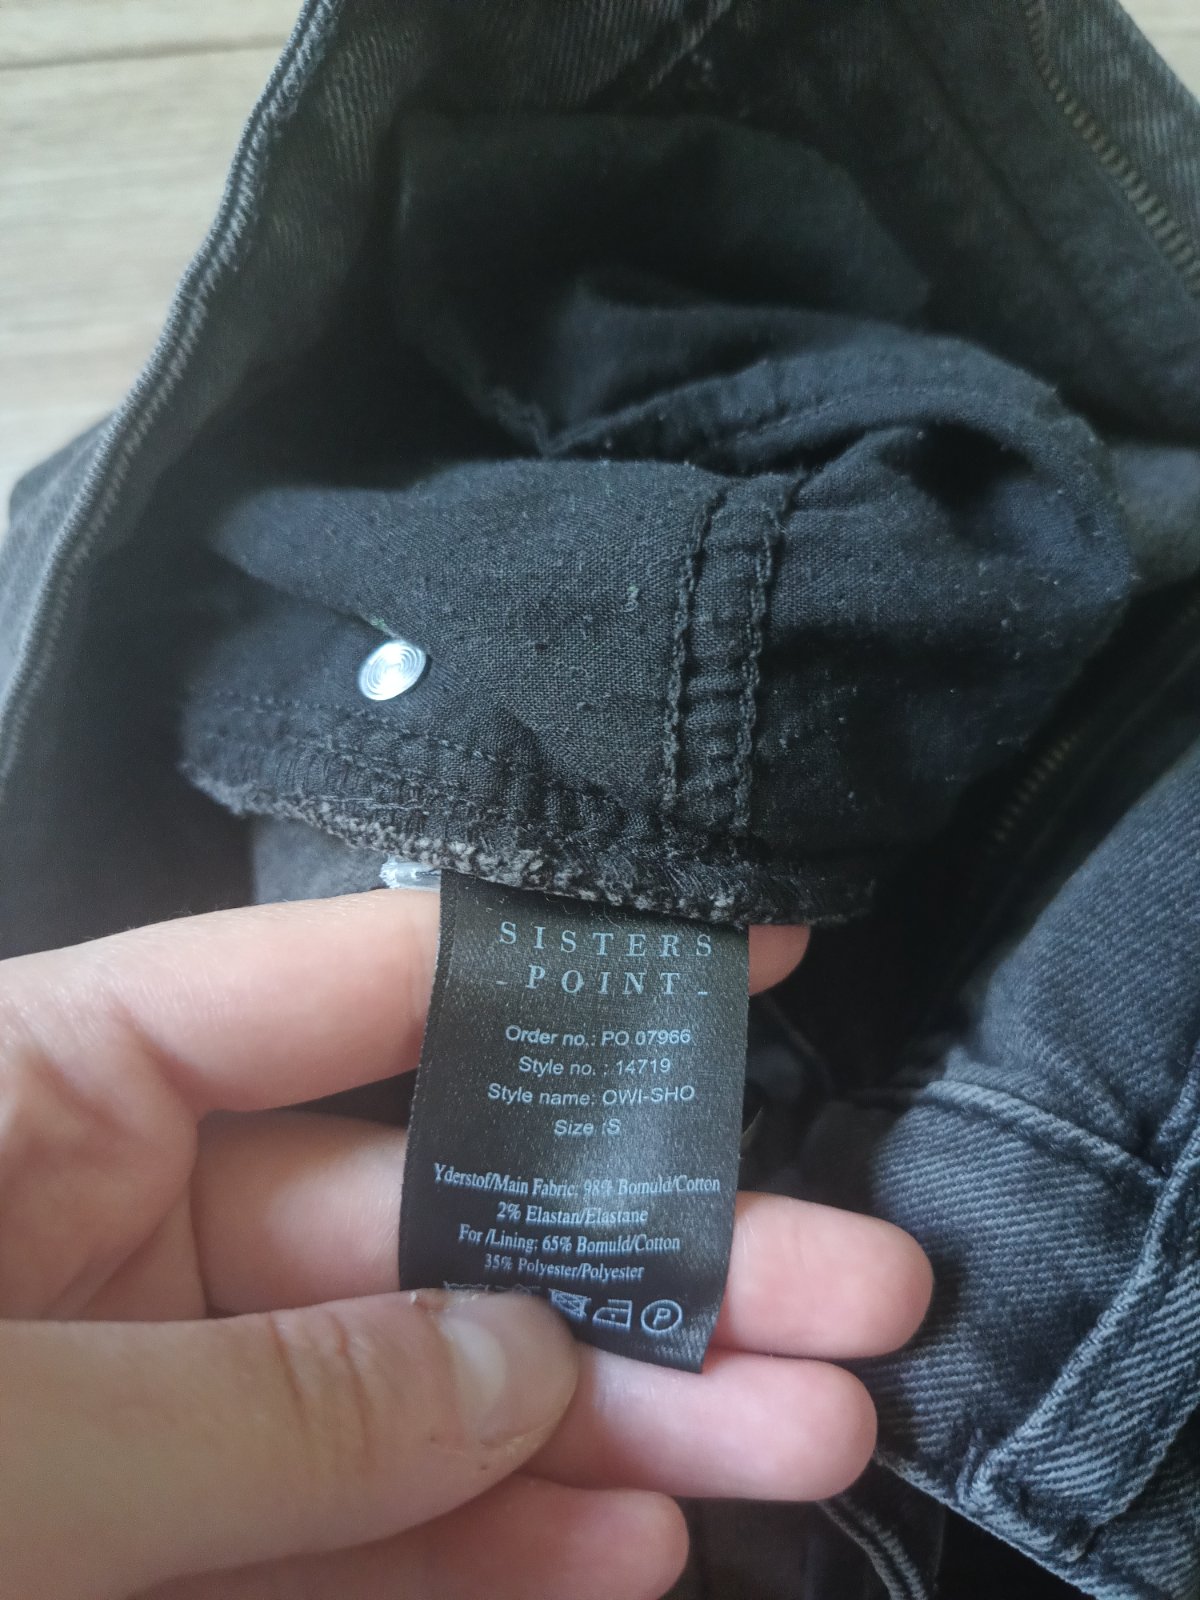 SISTERS
- POINT -
Order no.: PO 07966
Style no. : 14719
Style name: OWI-SHO
Size :S
Yderstof/Main Fabric: 98% Bomuld/Cotton
2% Elastan/Elastane
For /Lining: 65% Bomuld/Cotton
35% Polyester/Polyester
P